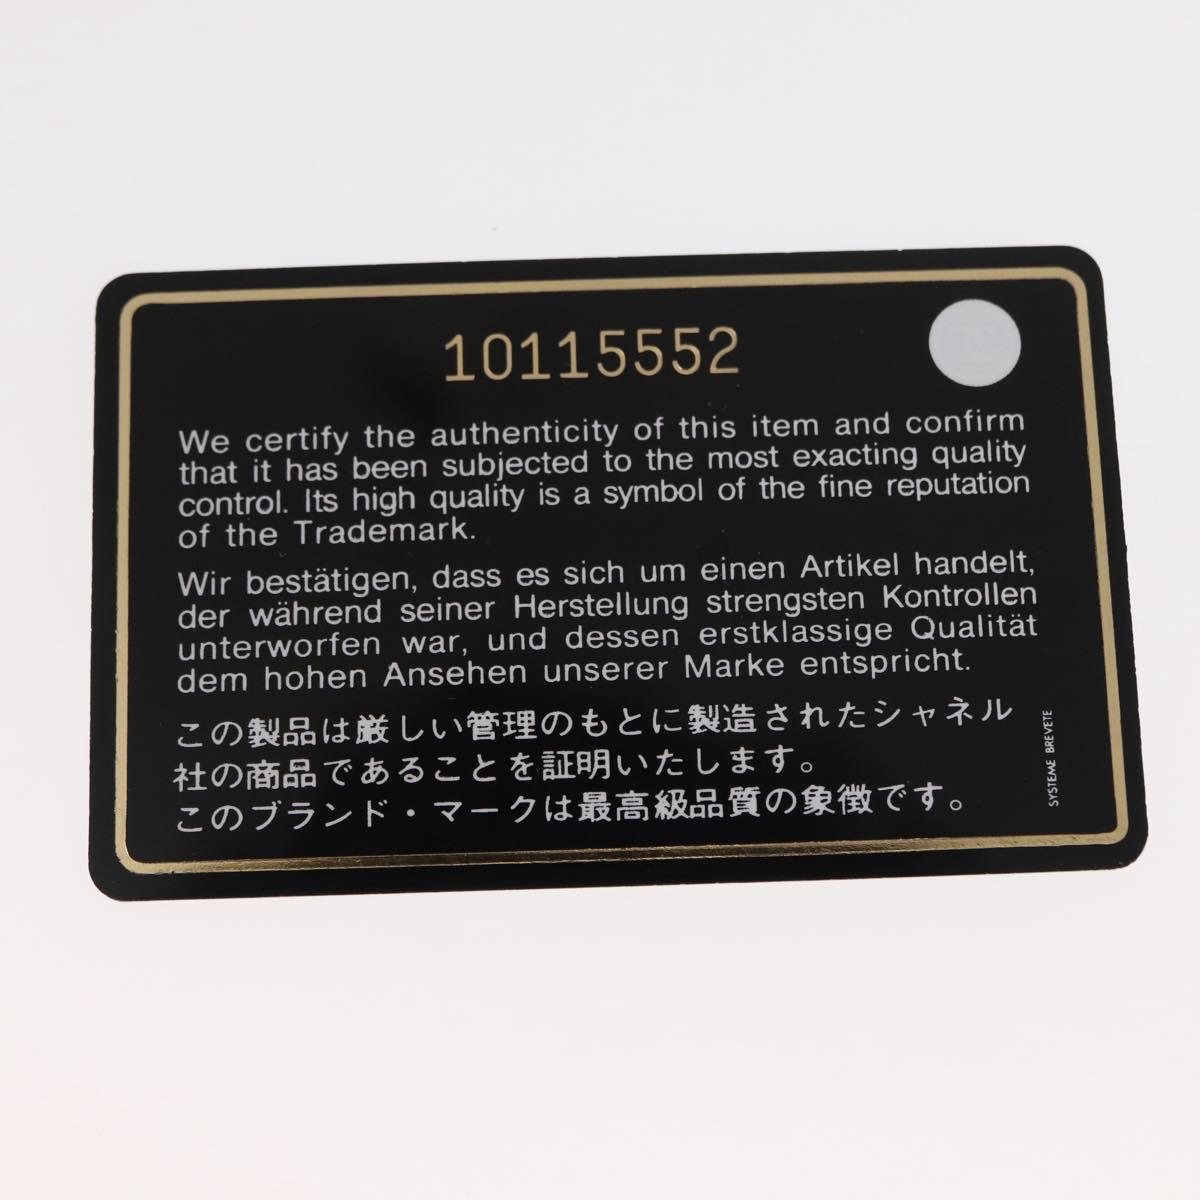 10115552
We certify the authenticity of this item and confirm
that it has been subjected to the most exacting quality
control. Its high quality is a symbol of the fine reputation
of the Trademark.
Wir bestätigen, dass es sich um einen Artikel handelt,
der während seiner Herstellung strengsten Kontrollen
unterworfen war, und dessen erstklassige Qualität
dem hohen Ansehen unserer Marke entspricht.
この製品は厳しい管理のもとに製造されたシャネル
社の商品であることを証明いたします。
このブランド・マークは最高級品質の象徴です。
SYSTEME BREVETE